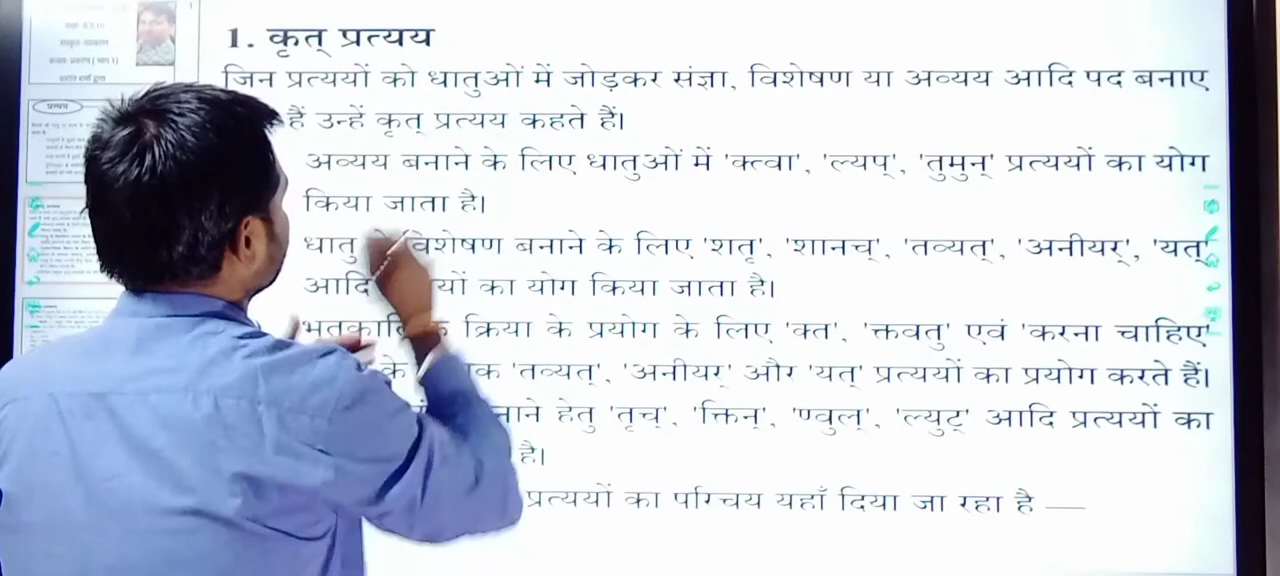 1. कृत् प्रत्यय
जिन प्रत्ययों को धातुओं में जोड़कर संज्ञा, विशेषण या अव्यय आदि पद बनाए
हैं उन्हें कृत् प्रत्यय कहते हैं।
अव्यय बनाने के लिए धातुओं में 'क्त्वा', 'ल्यप्', 'तुमुन्' प्रत्ययों का योग
किया जाता है।
धातु विशेषण बनाने के लिए 'शतृ', 'शानच्', 'तव्यत्', 'अनीयर्', 'यत्'
आदि यों का योग किया जाता है।
क्रिया के प्रयोग के लिए 'क्त', 'क्तवतु' एवं 'करना चाहिए'
के क 'तव्यत्', 'अनीयर्' और 'यत्' प्रत्ययों का प्रयोग करते हैं।
नाने हेतु 'तृच्', 'क्तिन्', 'ण्वुल्', 'ल्युट्' आदि प्रत्ययों का
है।
प्रत्ययों का परिचय यहाँ दिया जा रहा है —
प्रत्यय